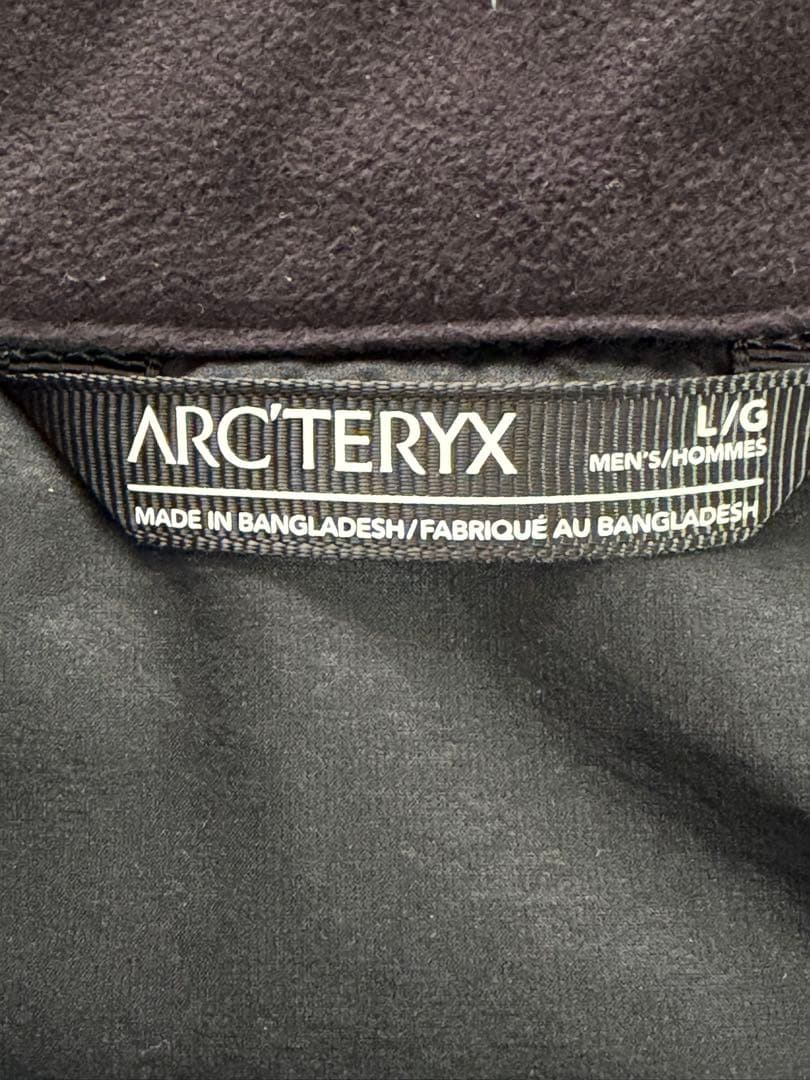 ARC'TERYX
L/G
MEN'S/HOMMES
MADE IN BANGLADESH/FABRIQUÉ AU BANGLADESH